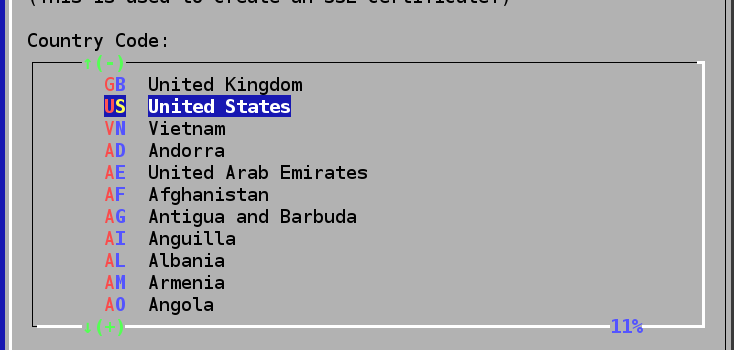 (This is used to create an SSL certificate.)
Country Code:
↑(-)
GB United Kingdom
US United States
VN Vietnam
AD Andorra
AE United Arab Emirates
AF Afghanistan
AG Antigua and Barbuda
AI Anguilla
AL Albania
AM Armenia
AO Angola
↓(+) 11%